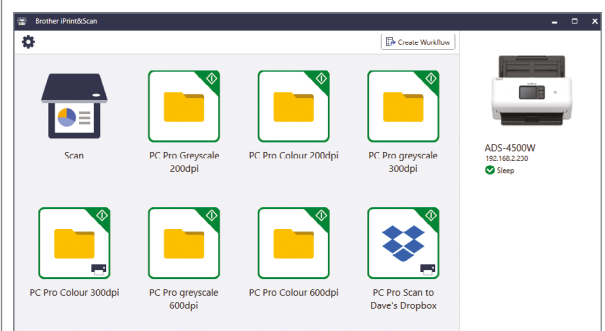 Brother iPrint&Scan
Create Workflow
Scan
PC Pro Greyscale
200dpi
PC Pro Colour 200dpi
PC Pro greyscale
300dpi
ADS-4500W
192.168.2.230
Sleep
PC Pro Colour 300dpi
PC Pro greyscale
600dpi
PC Pro Colour 600dpi
PC Pro Scan to
Dave's Dropbox